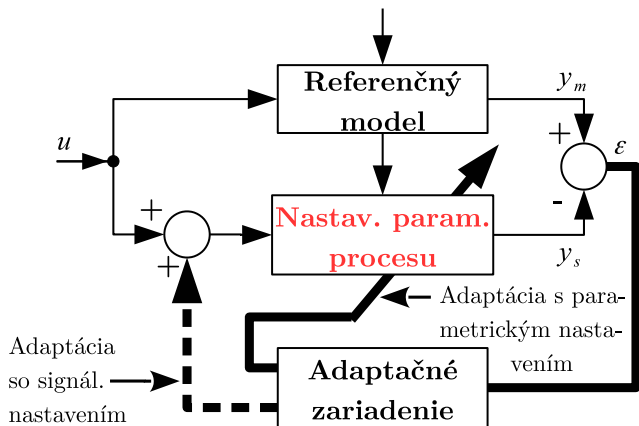 Referenčný
model
y_m
u
+
ε
+
Nastav. param.
procesu
-
+
y_s
Adaptácia s para-
metrickým nasta-
vením
Adaptácia
so signál.
nastavením
Adaptačné
zariadenie